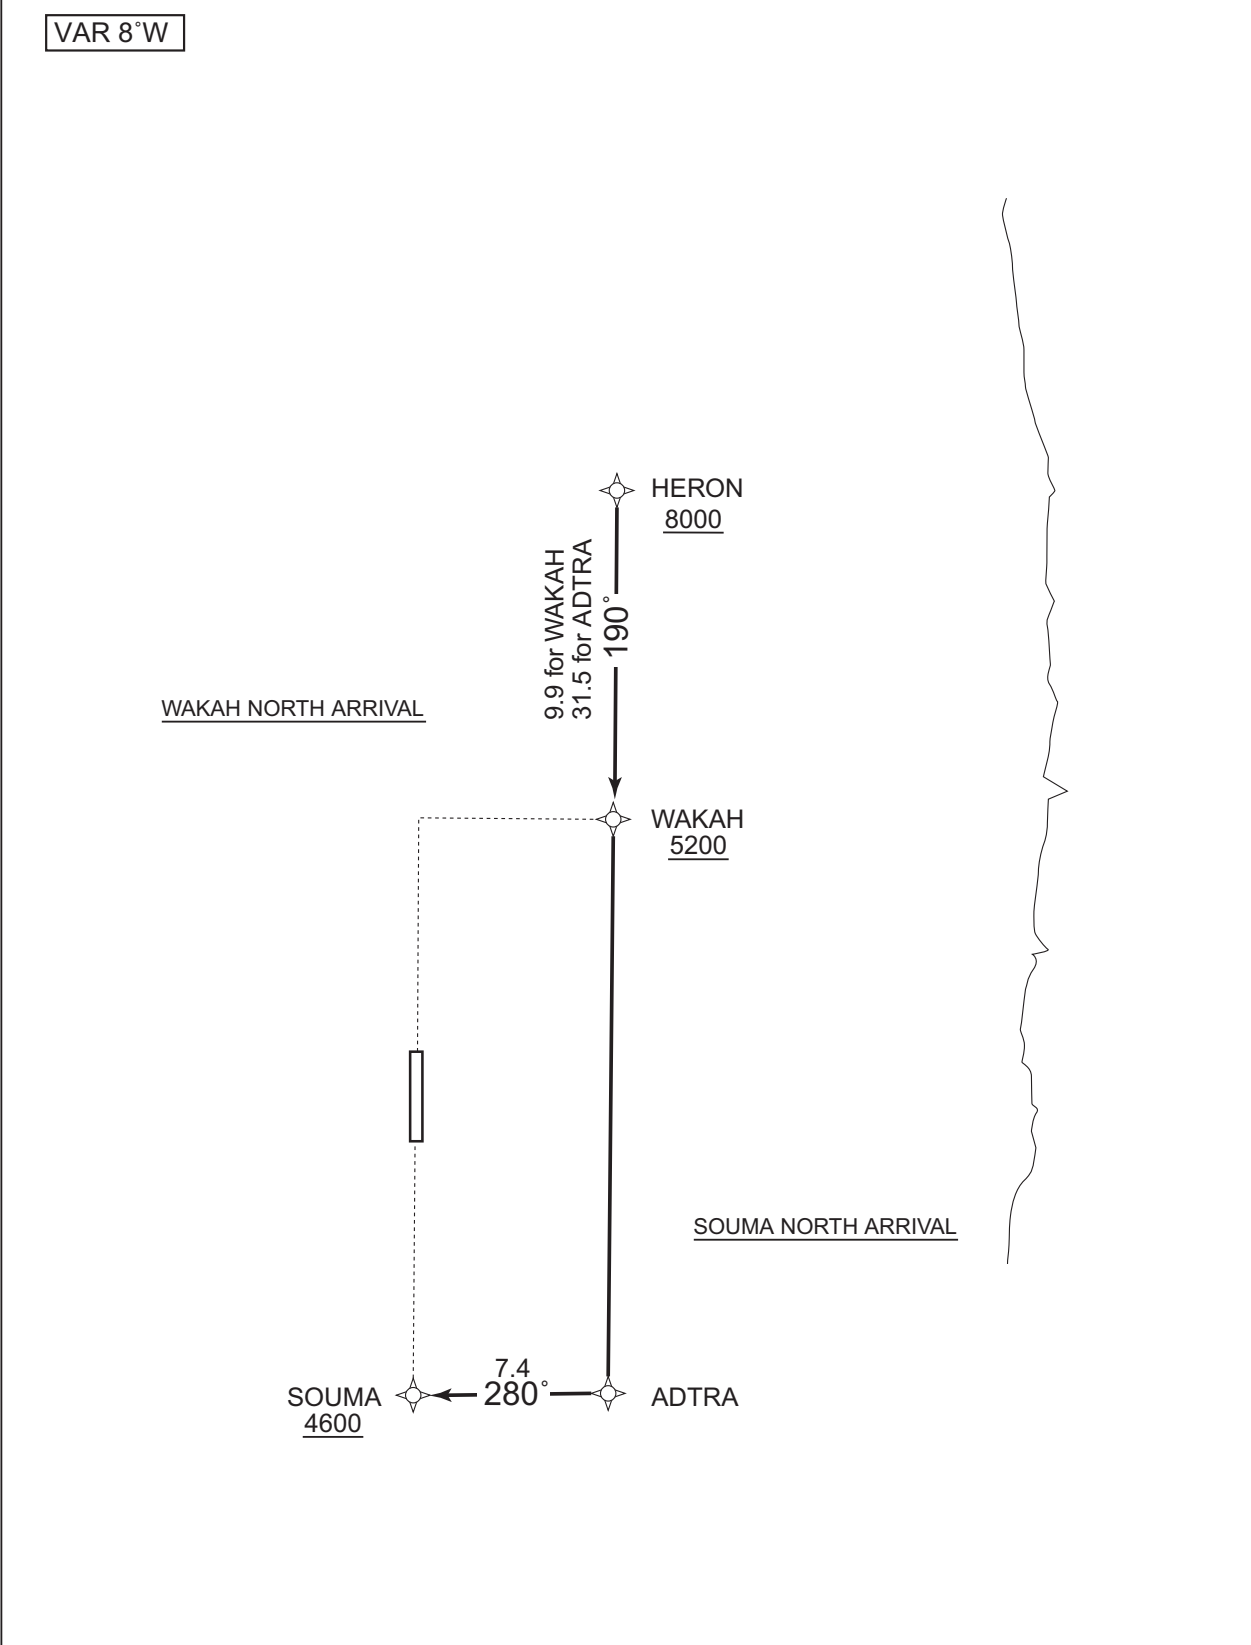 VAR 8°W
HERON
8000
9.9 for WAKAH
31.5 for ADTRA
190°
WAKAH NORTH ARRIVAL
WAKAH
5200
SOUMA NORTH ARRIVAL
7.4
280°
SOUMA
4600
ADTRA